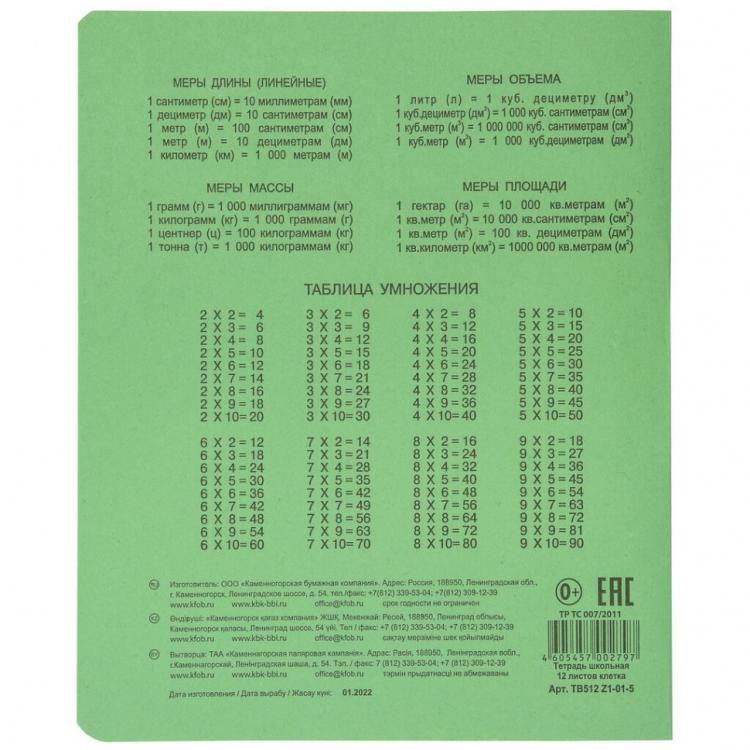 МЕРЫ ДЛИНЫ (ЛИНЕЙНЫЕ)
1 сантиметр (см) = 10 миллиметрам (мм)
1 дециметр (дм) = 10 сантиметрам (см)
1 метр (м) = 100 сантиметрам (см)
1 метр (м) = 10 дециметрам (дм)
1 километр (км) = 1 000 метрам (м)
МЕРЫ ОБЪЕМА
1 литр (л) = 1 куб. дециметру (дм³)
1 куб.дециметр (дм³) = 1 000 куб. сантиметрам (см³)
1 куб.метр (м³) = 1 000 000 куб. сантиметрам (см³)
1 куб.метр (м³) = 1 000 куб.дециметрам (дм³)
МЕРЫ МАССЫ
1 грамм (г) = 1 000 миллиграммам (мг)
1 килограмм (кг) = 1 000 граммам (г)
1 центнер (ц) = 100 килограммам (кг)
1 тонна (т) = 1 000 килограммам (кг)
МЕРЫ ПЛОЩАДИ
1 гектар (га) = 10 000 кв.метрам (м²)
1 кв.метр (м²) = 10 000 кв.сантиметрам (см²)
1 кв.метр (м²) = 100 кв. дециметрам (дм²)
1 кв.километр (км²) = 1000 000 кв.метрам (м²)
ТАБЛИЦА УМНОЖЕНИЯ
2 X 2= 4 3 X 2= 6 4 X 2= 8 5 X 2= 10
2 X 3= 6 3 X 3= 9 4 X 3= 12 5 X 3= 15
2 X 4= 8 3 X 4= 12 4 X 4= 16 5 X 4= 20
2 X 5= 10 3 X 5= 15 4 X 5= 20 5 X 5= 25
2 X 6= 12 3 X 6= 18 4 X 6= 24 5 X 6= 30
2 X 7= 14 3 X 7= 21 4 X 7= 28 5 X 7= 35
2 X 8= 16 3 X 8= 24 4 X 8= 32 5 X 8= 40
2 X 9= 18 3 X 9= 27 4 X 9= 36 5 X 9= 45
2 X 10= 20 3 X 10= 30 4 X 10= 40 5 X 10= 50
6 X 2= 12 7 X 2= 14 8 X 2= 16 9 X 2= 18
6 X 3= 18 7 X 3= 21 8 X 3= 24 9 X 3= 27
6 X 4= 24 7 X 4= 28 8 X 4= 32 9 X 4= 36
6 X 5= 30 7 X 5= 35 8 X 5= 40 9 X 5= 45
6 X 6= 36 7 X 6= 42 8 X 6= 48 9 X 6= 54
6 X 7= 42 7 X 7= 49 8 X 7= 56 9 X 7= 63
6 X 8= 48 7 X 8= 56 8 X 8= 64 9 X 8= 72
6 X 9= 54 7 X 9= 63 8 X 9= 72 9 X 9= 81
6 X 10= 60 7 X 10= 70 8 X 10= 80 9 X 10= 90
RU Изготовитель: ООО «Каменногорская бумажная компания». Адрес: Россия, 188950, Ленинградская обл.,
г. Каменногорск, Ленинградское шоссе, д. 54. тел./факс: +7(812) 339-53-04; +7(812) 309-12-39
www.kfob.ru www.kbk-bbi.ru office@kfob.ru срок годности не ограничен
KZ Өндіруші: «Каменногорск қағаз компания» ЖШҚ, Мекенжай: Ресей, 188950, Ленинград облысы,
Каменногорск қаласы, Ленинград шоссе, 54 үйі. Тел / факс: +7 (812) 339-53-04; +7 (812) 309-12-39
www.kfob.ru www.kbk-bbi.ru office@kfob.ru сақтау мерзіміне шек қойылмайды
BY Вытворца: ТАА «Каменнагорская папяровая кампанія». Адрас: Расія, 188950, Ленинградская вобл.,
г.Каменнагорскай, Ленінградская шаша, д. 54. Тэл. / факс: 7 (812) 339-53-04; +7 (812) 309-12-39
www.kfob.ru www.kbk-bbi.ru office@kfob.ru тэрмін прыдатнасці не абмежаваны
Дата изготовления / Дата вырабу / Жасау күні: 01.2022
0+ EAC
ТР ТС 007/2011
4 605457 002797
Тетрадь школьная
12 листов клетка
Арт. ТВ512 Z1-01-5